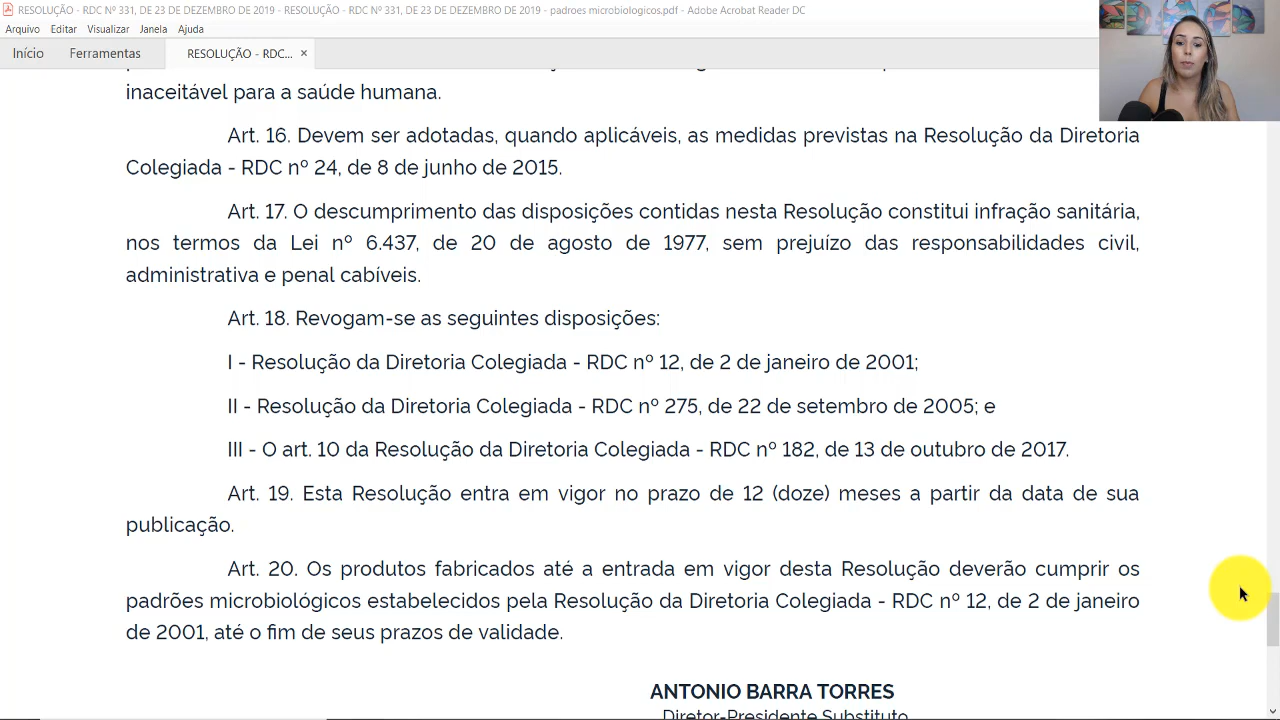 RESOLUÇÃO - RDC Nº 331, DE 23 DE DEZEMBRO DE 2019 - RESOLUÇÃO - RDC Nº 331, DE 23 DE DEZEMBRO DE 2019 - padroes microbiologicos.pdf - Adobe Acrobat Reader DC
Arquivo Editar Visualizar Janela Ajuda
Início Ferramentas RESOLUÇÃO - RDC... ×
inaceitável para a saúde humana.
Art. 16. Devem ser adotadas, quando aplicáveis, as medidas previstas na Resolução da Diretoria
Colegiada - RDC nº 24, de 8 de junho de 2015.
Art. 17. O descumprimento das disposições contidas nesta Resolução constitui infração sanitária,
nos termos da Lei nº 6.437, de 20 de agosto de 1977, sem prejuízo das responsabilidades civil,
administrativa e penal cabíveis.
Art. 18. Revogam-se as seguintes disposições:
I - Resolução da Diretoria Colegiada - RDC nº 12, de 2 de janeiro de 2001;
II - Resolução da Diretoria Colegiada - RDC nº 275, de 22 de setembro de 2005; e
III - O art. 10 da Resolução da Diretoria Colegiada - RDC nº 182, de 13 de outubro de 2017.
Art. 19. Esta Resolução entra em vigor no prazo de 12 (doze) meses a partir da data de sua
publicação.
Art. 20. Os produtos fabricados até a entrada em vigor desta Resolução deverão cumprir os
padrões microbiológicos estabelecidos pela Resolução da Diretoria Colegiada - RDC nº 12, de 2 de janeiro
de 2001, até o fim de seus prazos de validade.
ANTONIO BARRA TORRES
Diretor-Presidente Substituto